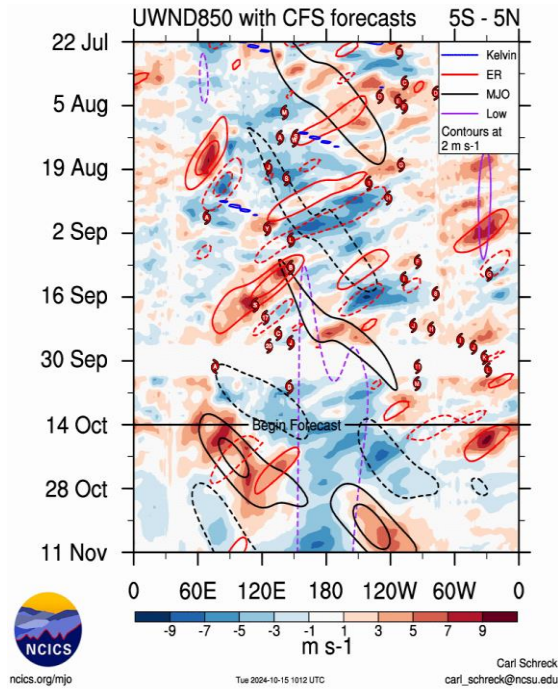 UWND850 with CFS forecasts 5S - 5N
22 Jul
5 Aug
19 Aug
2 Sep
16 Sep
30 Sep
14 Oct
28 Oct
11 Nov
Kelvin
ER
MJO
Low
Contours at
2 m s-1
Begin Forecast
0 60E 120E 180 120W 60W 0
-9 -7 -5 -3 -1 1 3 5 7 9
m s-1
NCICS
Carl Schreck
ncics.org/mjo Tue 2024-10-15 1012 UTC carl_schreck@ncsu.edu